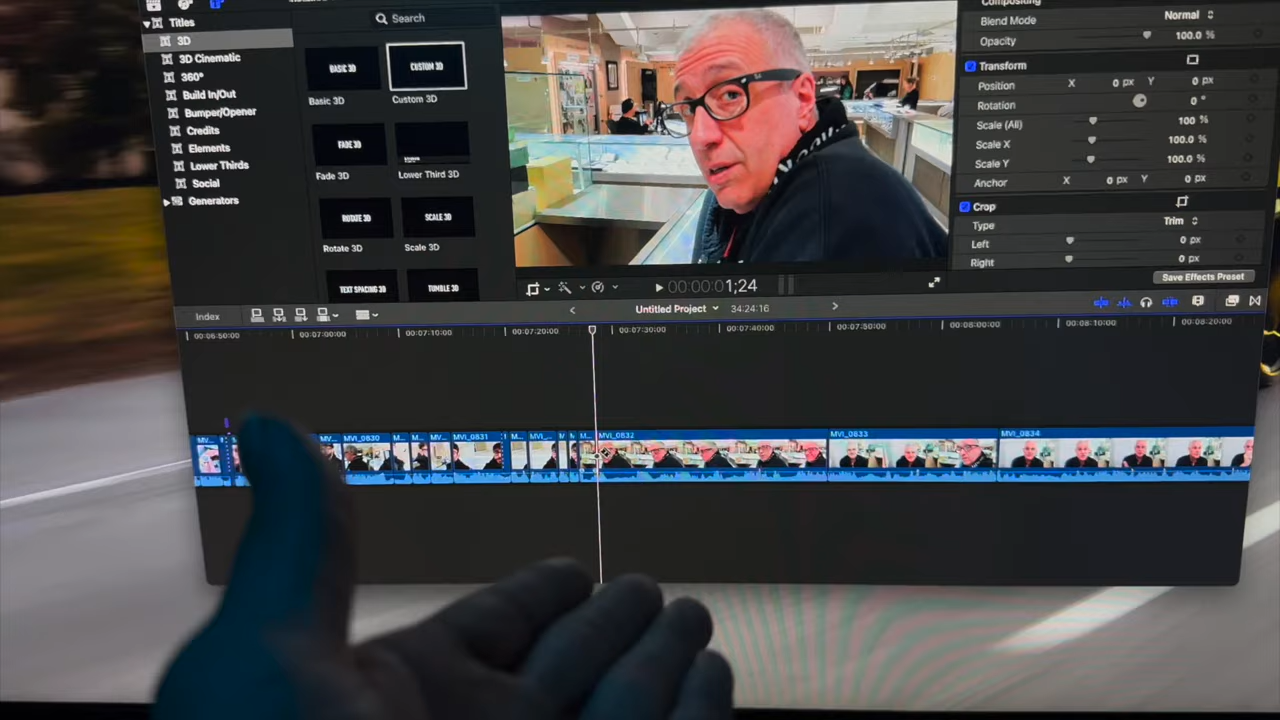 Titles
3D
3D Cinematic
360°
Build In/Out
Bumper/Opener
Credits
Elements
Lower Thirds
Social
Generators
Search
BASIC 3D
CUSTOM 3D
Basic 3D
Custom 3D
FADE 3D
Fade 3D
Lower Third 3D
ROTATE 3D
SCALE 3D
Rotate 3D
Scale 3D
TEXT SPACING 3D
TUMBLE 3D
Compositing
Blend Mode Normal
Opacity 100.0 %
Transform
Position X 0 px Y 0 px
Rotation 0 °
Scale (All) 100 %
Scale X 100.0 %
Scale Y 100.0 %
Anchor X 0 px Y 0 px
Crop
Type Trim
Left 0 px
Right 0 px
Save Effects Preset
00:00:01;24
Index
Untitled Project
34:24:16
00:06:50:00 00:07:00:00 00:07:10:00 00:07:20:00 00:07:30:00 00:07:40:00 00:07:50:00 00:08:00:00 00:08:10:00 00:08:20:00
MV... MV... MVI_0830 M... M... MV... MVI_0831 M... MVI... M... M... MVI_0832 MVI_0833 MVI_0834